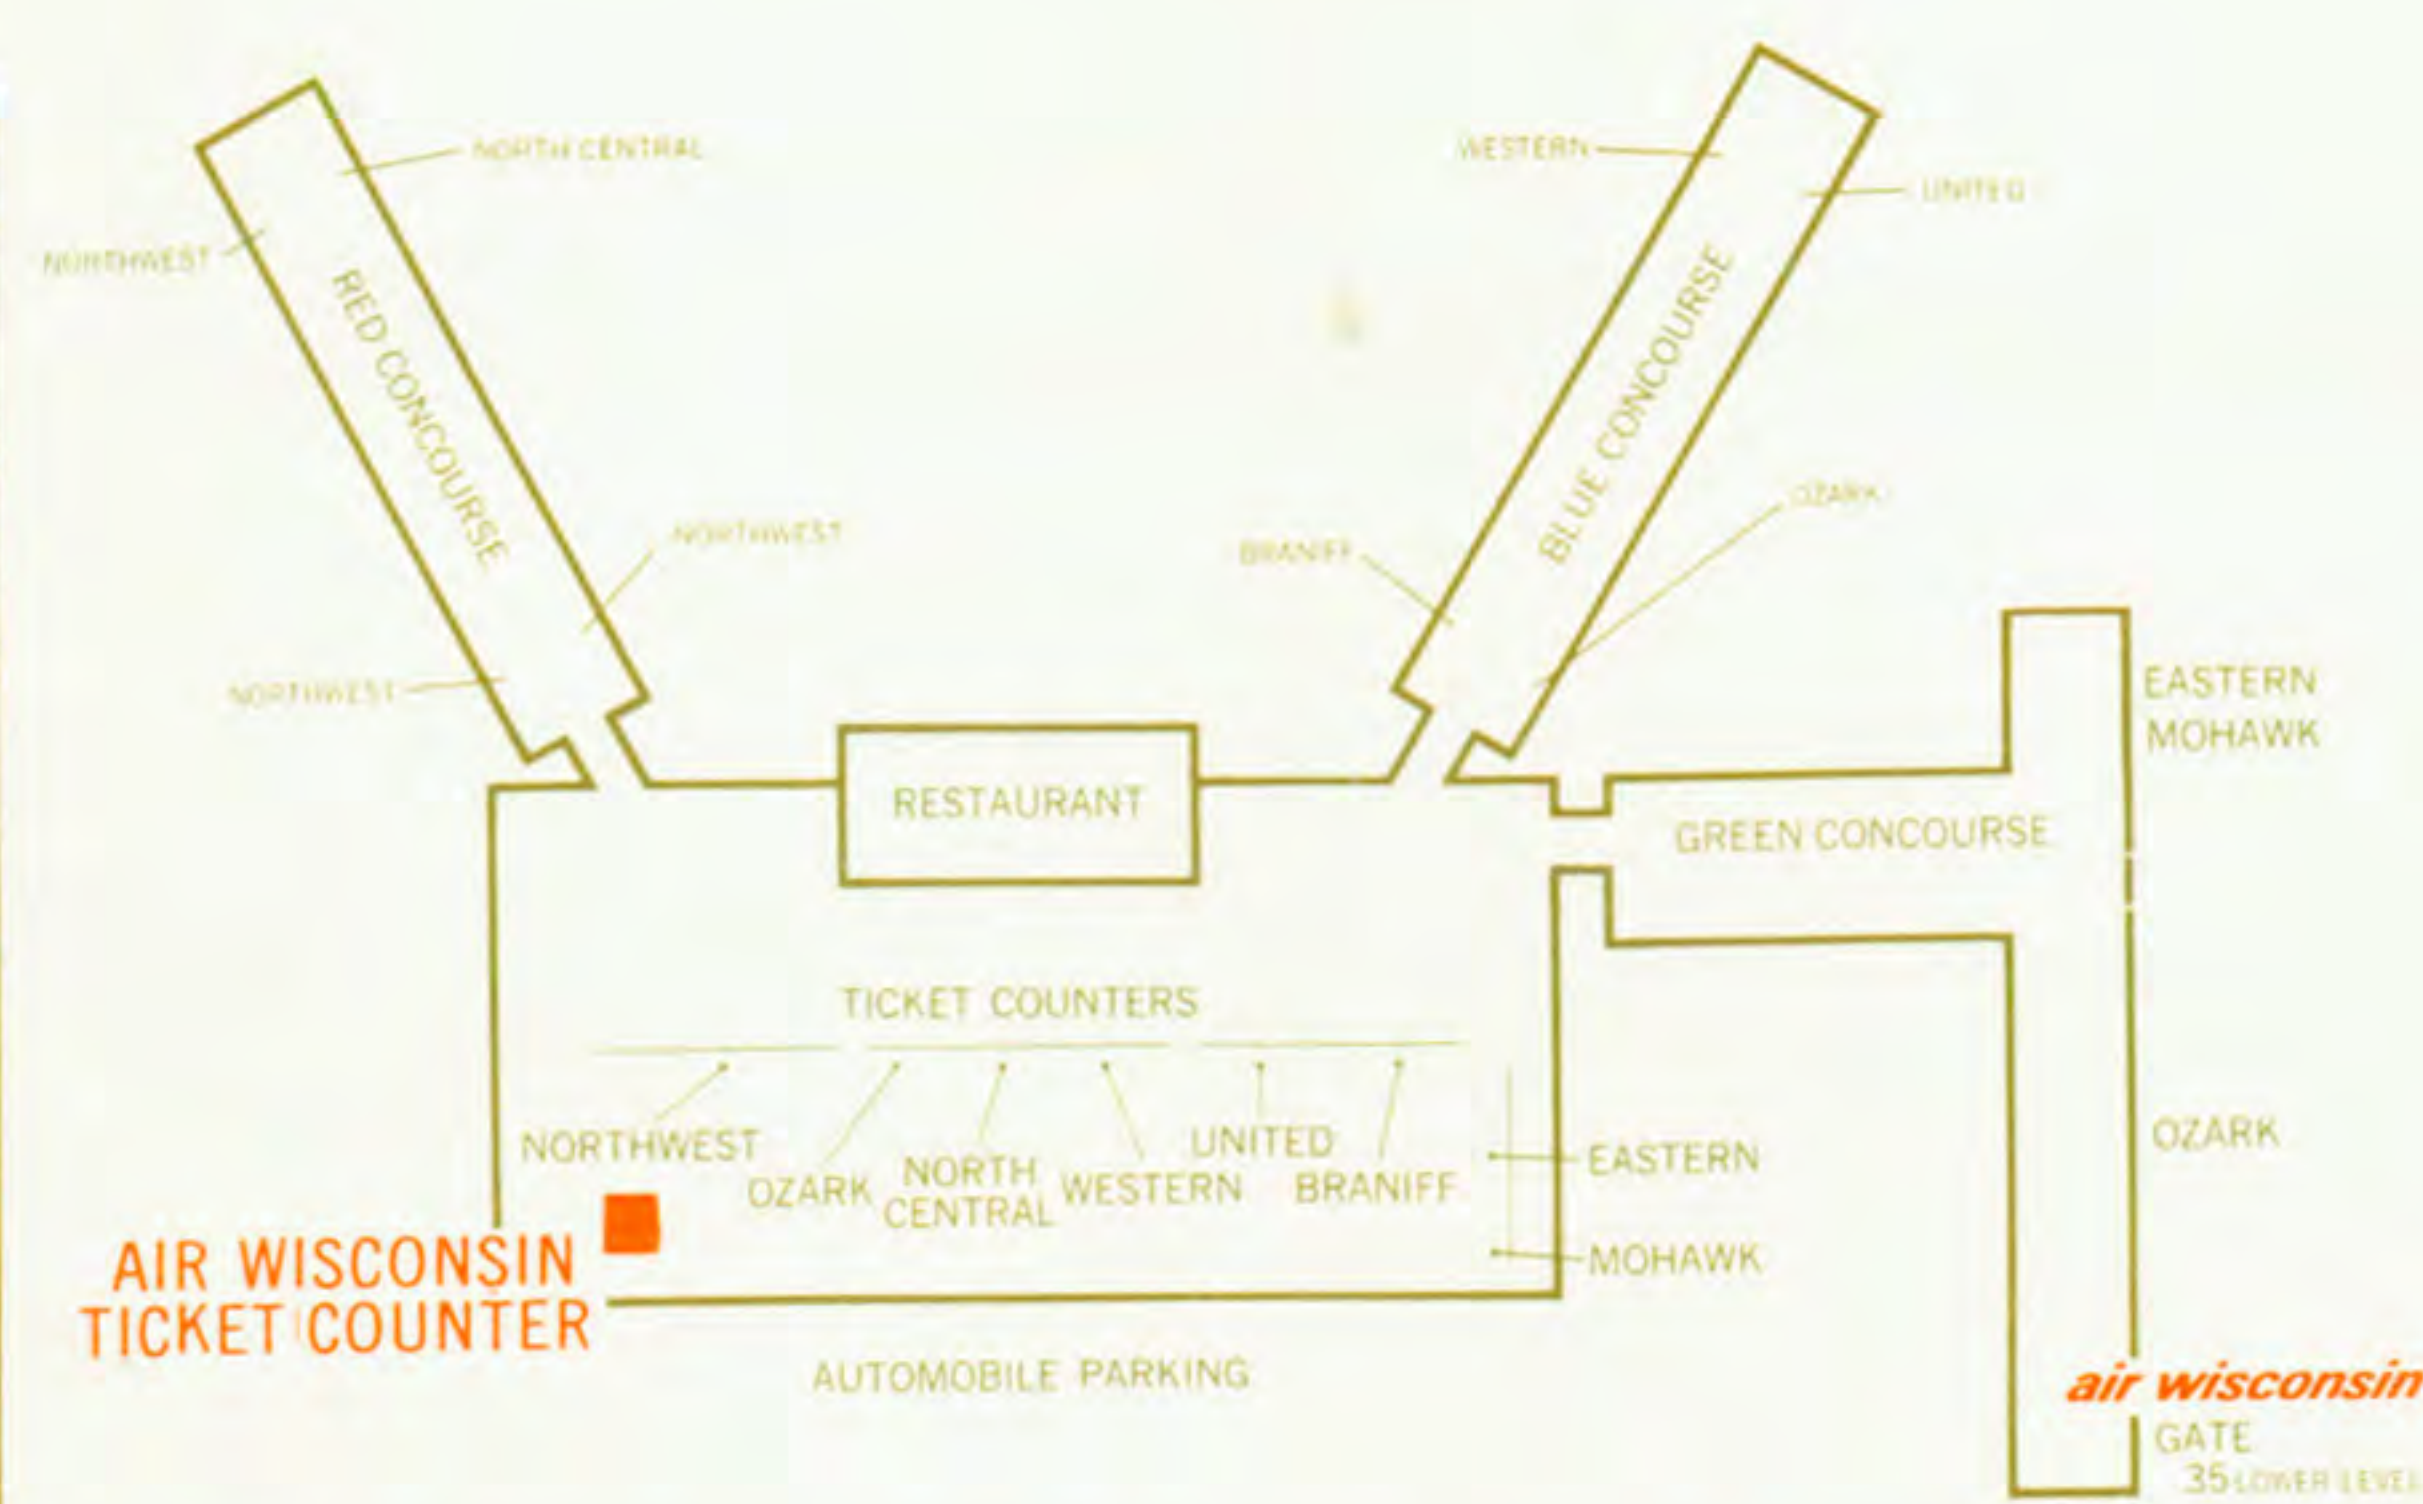 NORTH CENTRAL
WESTERN
UNITED
NORTHWEST
RED CONCOURSE
BLUE CONCOURSE
OZARK
NORTHWEST
BRANIFF
NORTHWEST
EASTERN
MOHAWK
RESTAURANT
GREEN CONCOURSE
TICKET COUNTERS
NORTHWEST
OZARK
NORTH
CENTRAL
WESTERN
UNITED
BRANIFF
EASTERN
MOHAWK
OZARK
AIR WISCONSIN
TICKET COUNTER
AUTOMOBILE PARKING
air wisconsin
GATE
35 LOWER LEVEL